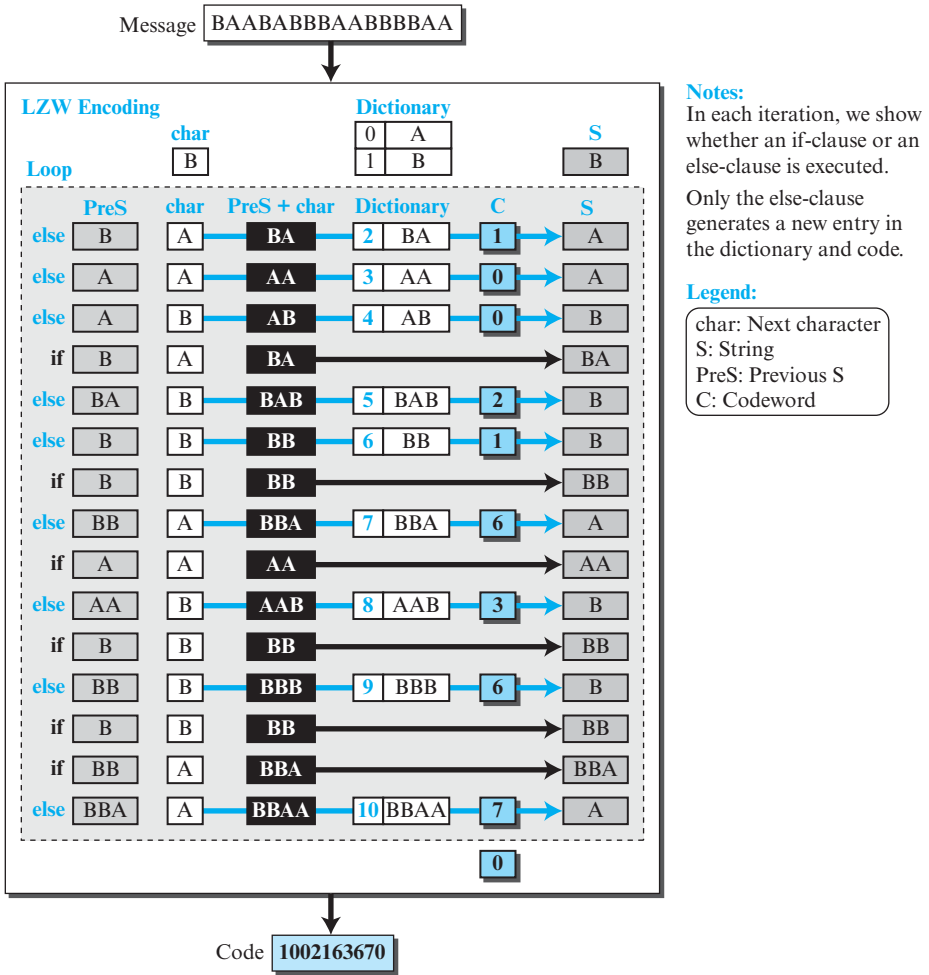 Message BAABABBBAABBBBAA
LZW Encoding
Dictionary
char
0 A
S
B
1 B
B
Loop
PreS char PreS + char Dictionary C S
else B A BA 2 BA 1 A
else A A AA 3 AA 0 A
else A B AB 4 AB 0 B
if B A BA BA
else BA B BAB 5 BAB 2 B
else B B BB 6 BB 1 B
if B B BB BB
else BB A BBA 7 BBA 6 A
if A A AA AA
else AA B AAB 8 AAB 3 B
if B B BB BB
else BB B BBB 9 BBB 6 B
if B B BB BB
if BB A BBA BBA
else BBA A BBAA 10 BBAA 7 A
0
Code 1002163670
Notes:
In each iteration, we show
whether an if-clause or an
else-clause is executed.
Only the else-clause
generates a new entry in
the dictionary and code.
Legend:
char: Next character
S: String
PreS: Previous S
C: Codeword